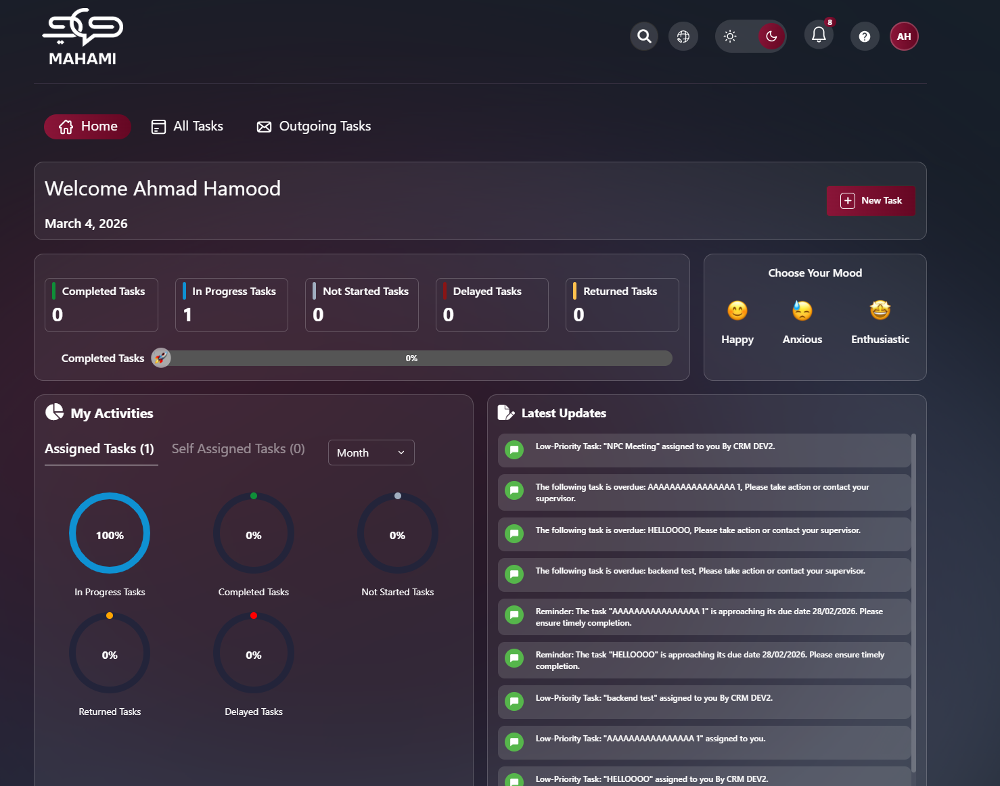 MAHAMI
8
AH
Home
All Tasks
Outgoing Tasks
Welcome Ahmad Hamood
March 4, 2026
New Task
Completed Tasks
0
In Progress Tasks
1
Not Started Tasks
0
Delayed Tasks
0
Returned Tasks
0
Completed Tasks
0%
Choose Your Mood
Happy
Anxious
Enthusiastic
My Activities
Assigned Tasks (1)
Self Assigned Tasks (0)
Month
100%
In Progress Tasks
0%
Completed Tasks
0%
Not Started Tasks
0%
Returned Tasks
0%
Delayed Tasks
Latest Updates
Low-Priority Task: "NPC Meeting" assigned to you By CRM DEV2.
The following task is overdue: AAAAAAAAAAAAAAAA 1, Please take action or contact your
supervisor.
The following task is overdue: HELLOOOO, Please take action or contact your supervisor.
The following task is overdue: backend test, Please take action or contact your supervisor.
Reminder: The task "AAAAAAAAAAAAAAAA 1" is approaching its due date 28/02/2026. Please
ensure timely completion.
Reminder: The task "HELLOOOO" is approaching its due date 28/02/2026. Please ensure timely
completion.
Low-Priority Task: "backend test" assigned to you By CRM DEV2.
Low-Priority Task: "AAAAAAAAAAAAAAAA 1" assigned to you.
Low-Priority Task: "HELLOOOO" assigned to you By CRM DEV2.